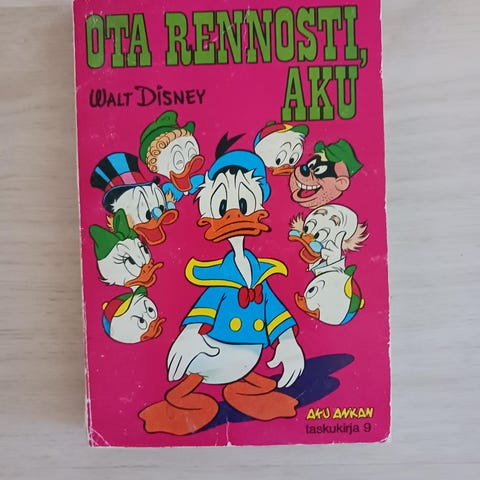 OTA RENNOSTI,
AKU
WALT DISNEY
AKU ANKAN
taskukirja 9